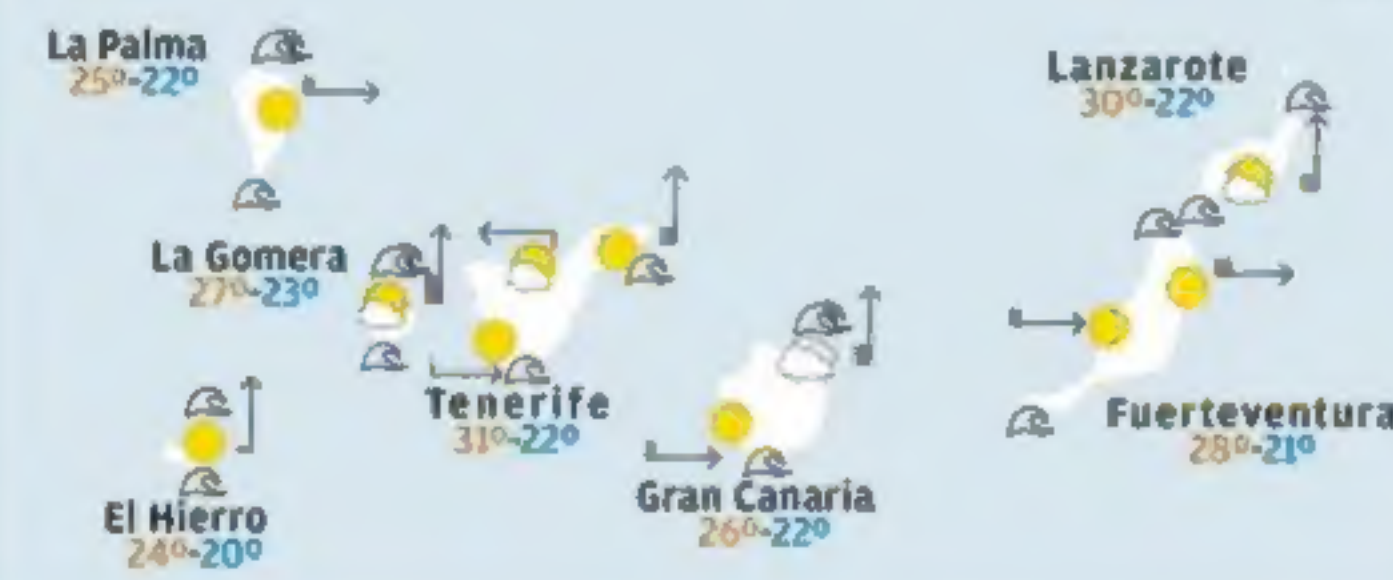 La Palma
25º-22º
Lanzarote
30º-22º
La Gomera
27º-23º
Tenerife
31º-22º
Fuerteventura
28º-21º
Gran Canaria
26º-22º
El Hierro
24º-20º